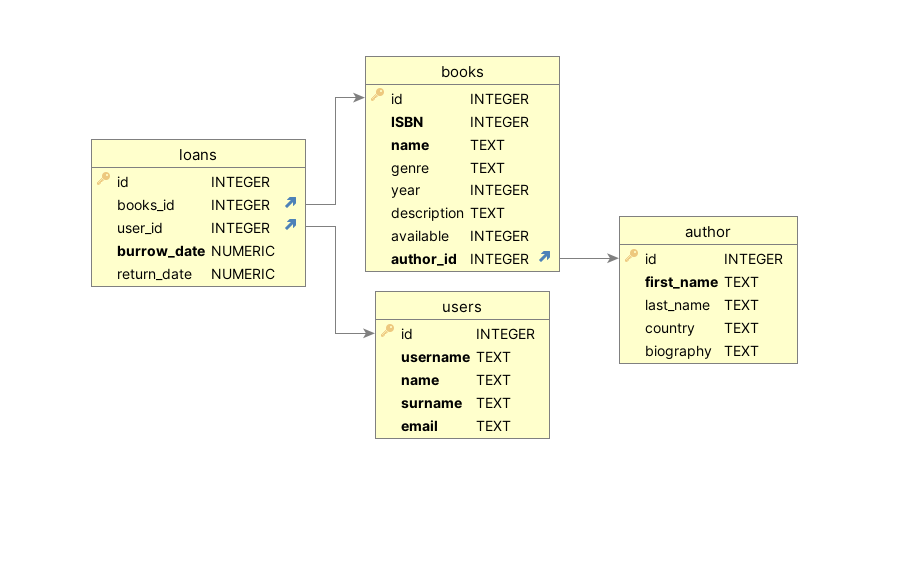 loans
id INTEGER
books_id INTEGER
user_id INTEGER
burrow_date NUMERIC
return_date NUMERIC
books
id INTEGER
ISBN INTEGER
name TEXT
genre TEXT
year INTEGER
description TEXT
available INTEGER
author_id INTEGER
users
id INTEGER
username TEXT
name TEXT
surname TEXT
email TEXT
author
id INTEGER
first_name TEXT
last_name TEXT
country TEXT
biography TEXT